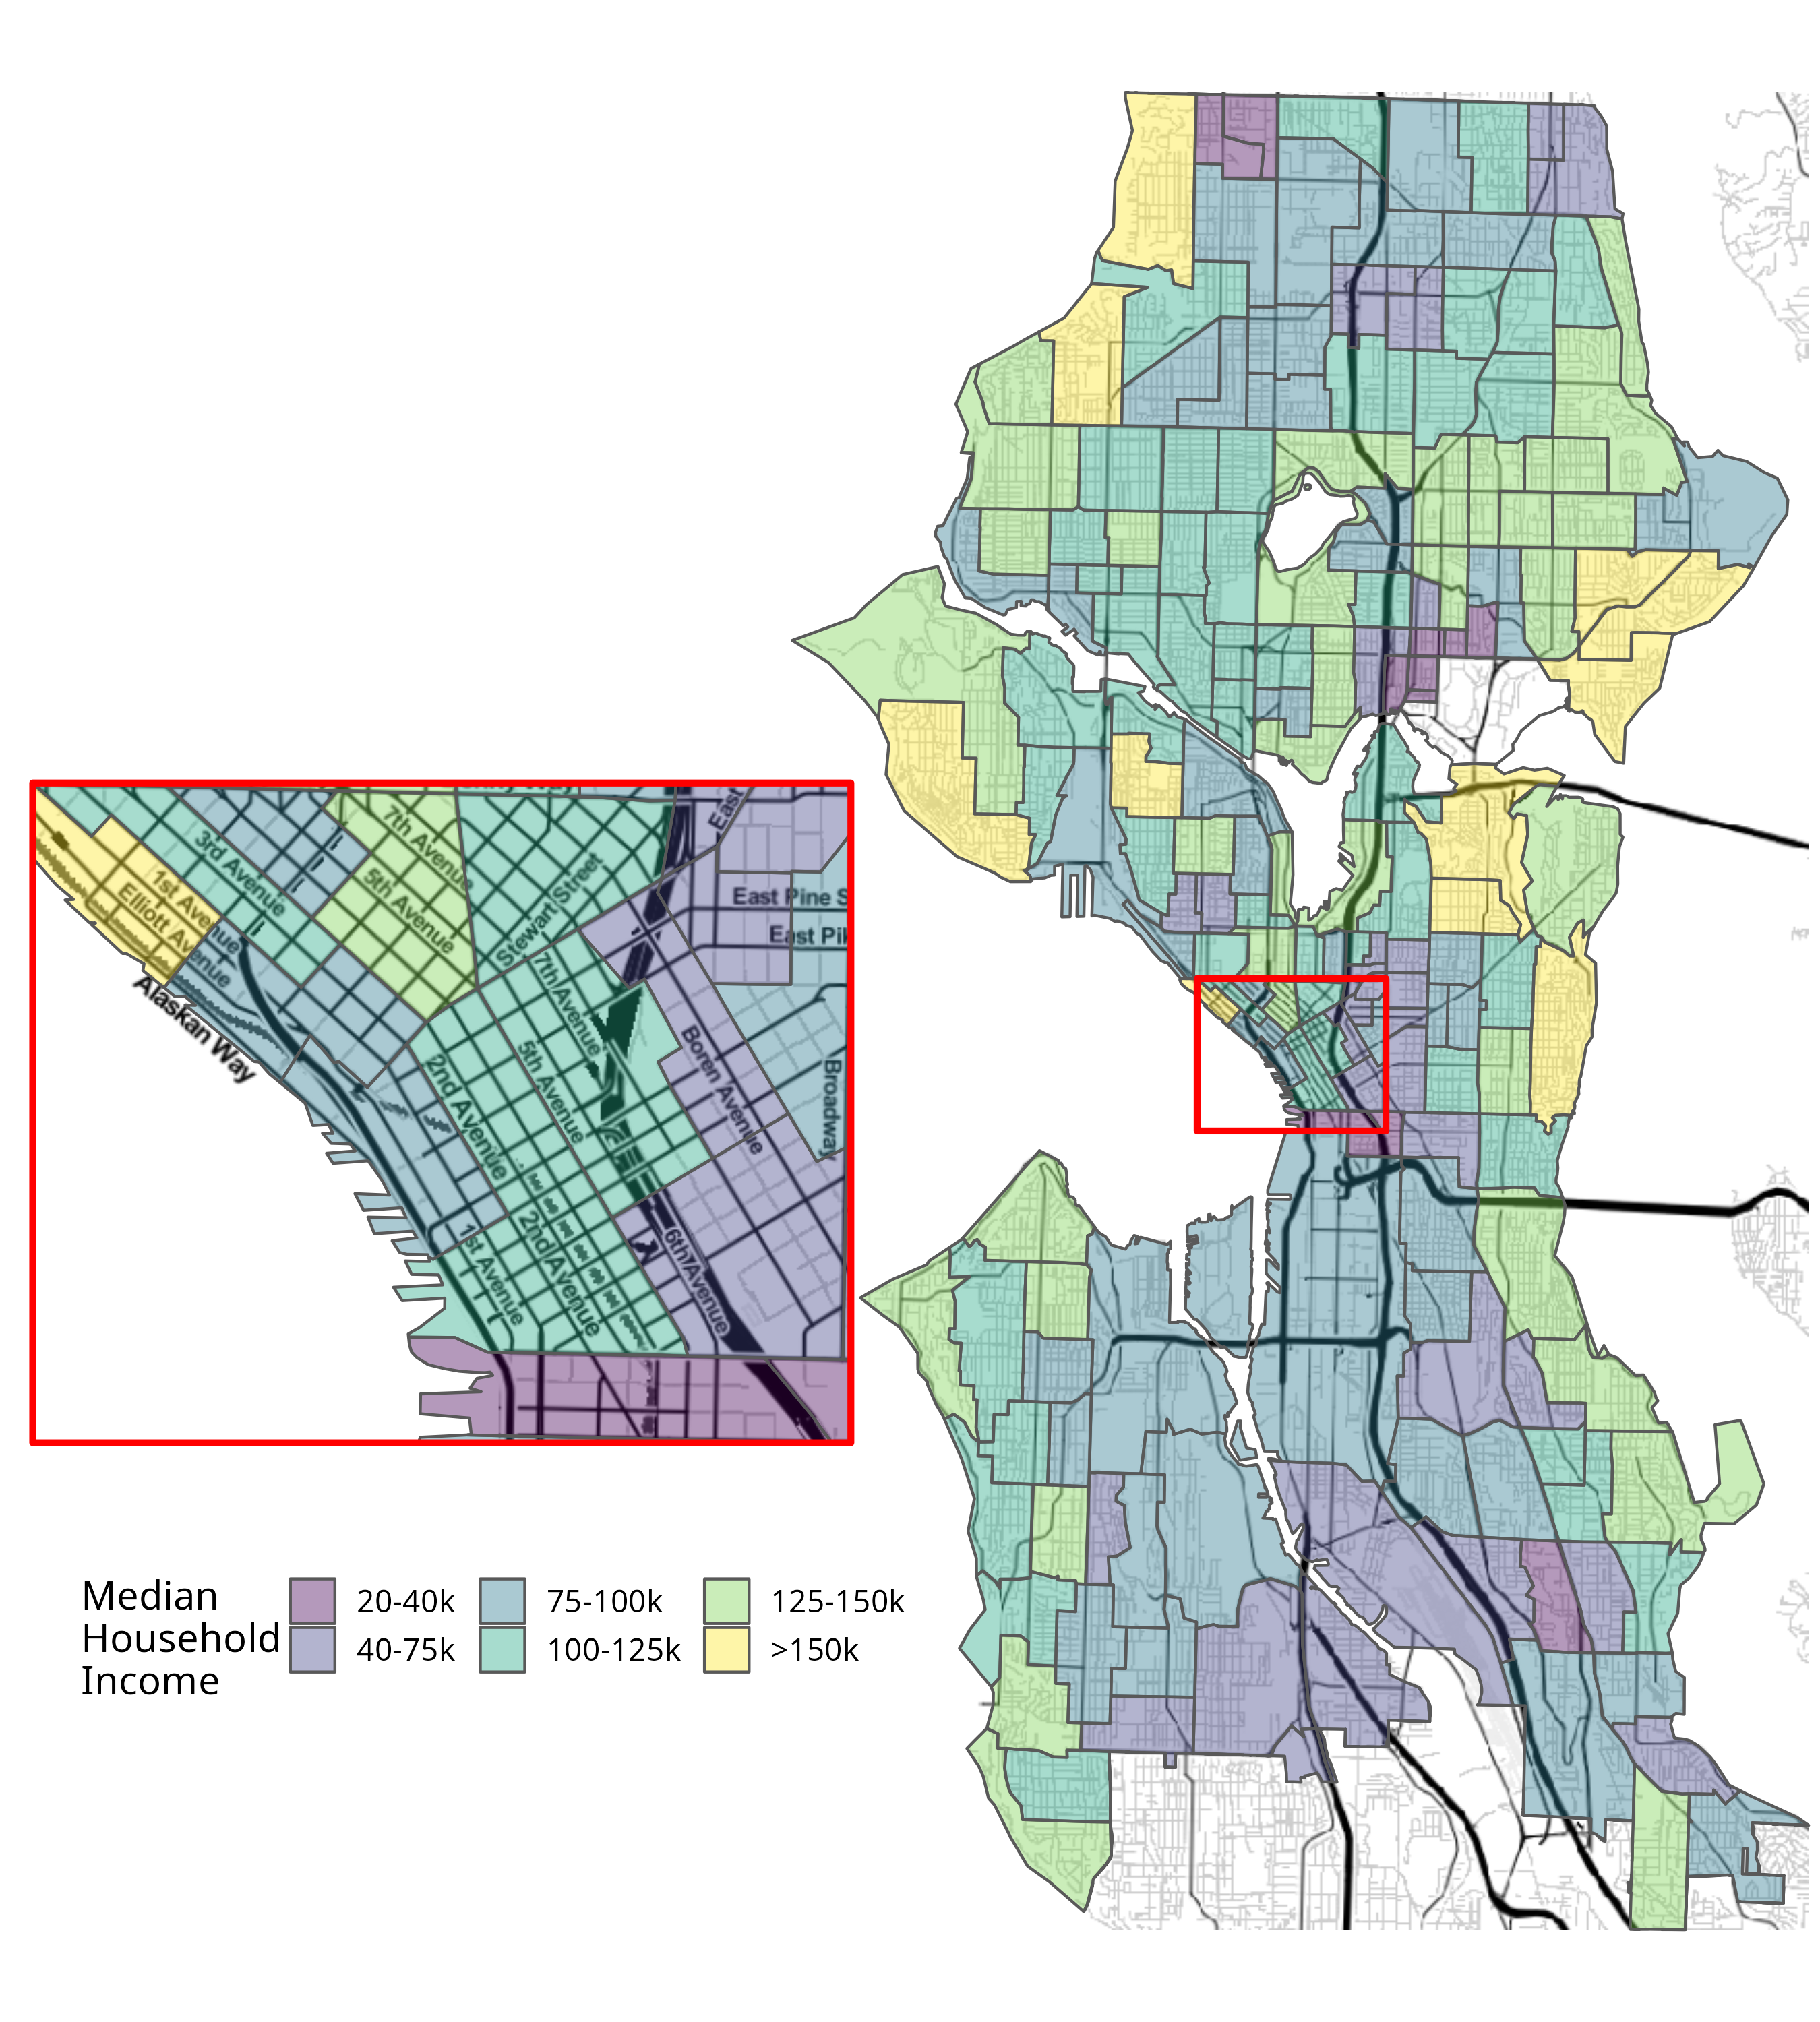 7th Avenue
3rd Avenue
5th Avenue
1st Avenue
Elliott Avenue
Stewart Street
East
East Pine S
East Pik
7th Avenue
Alaskan Way
5th Avenue
Boren Avenue
2nd Avenue
Broadway
2nd Avenue
1st Avenue
6th Avenue
Median
Household
Income
20-40k
75-100k
125-150k
40-75k
100-125k
>150k